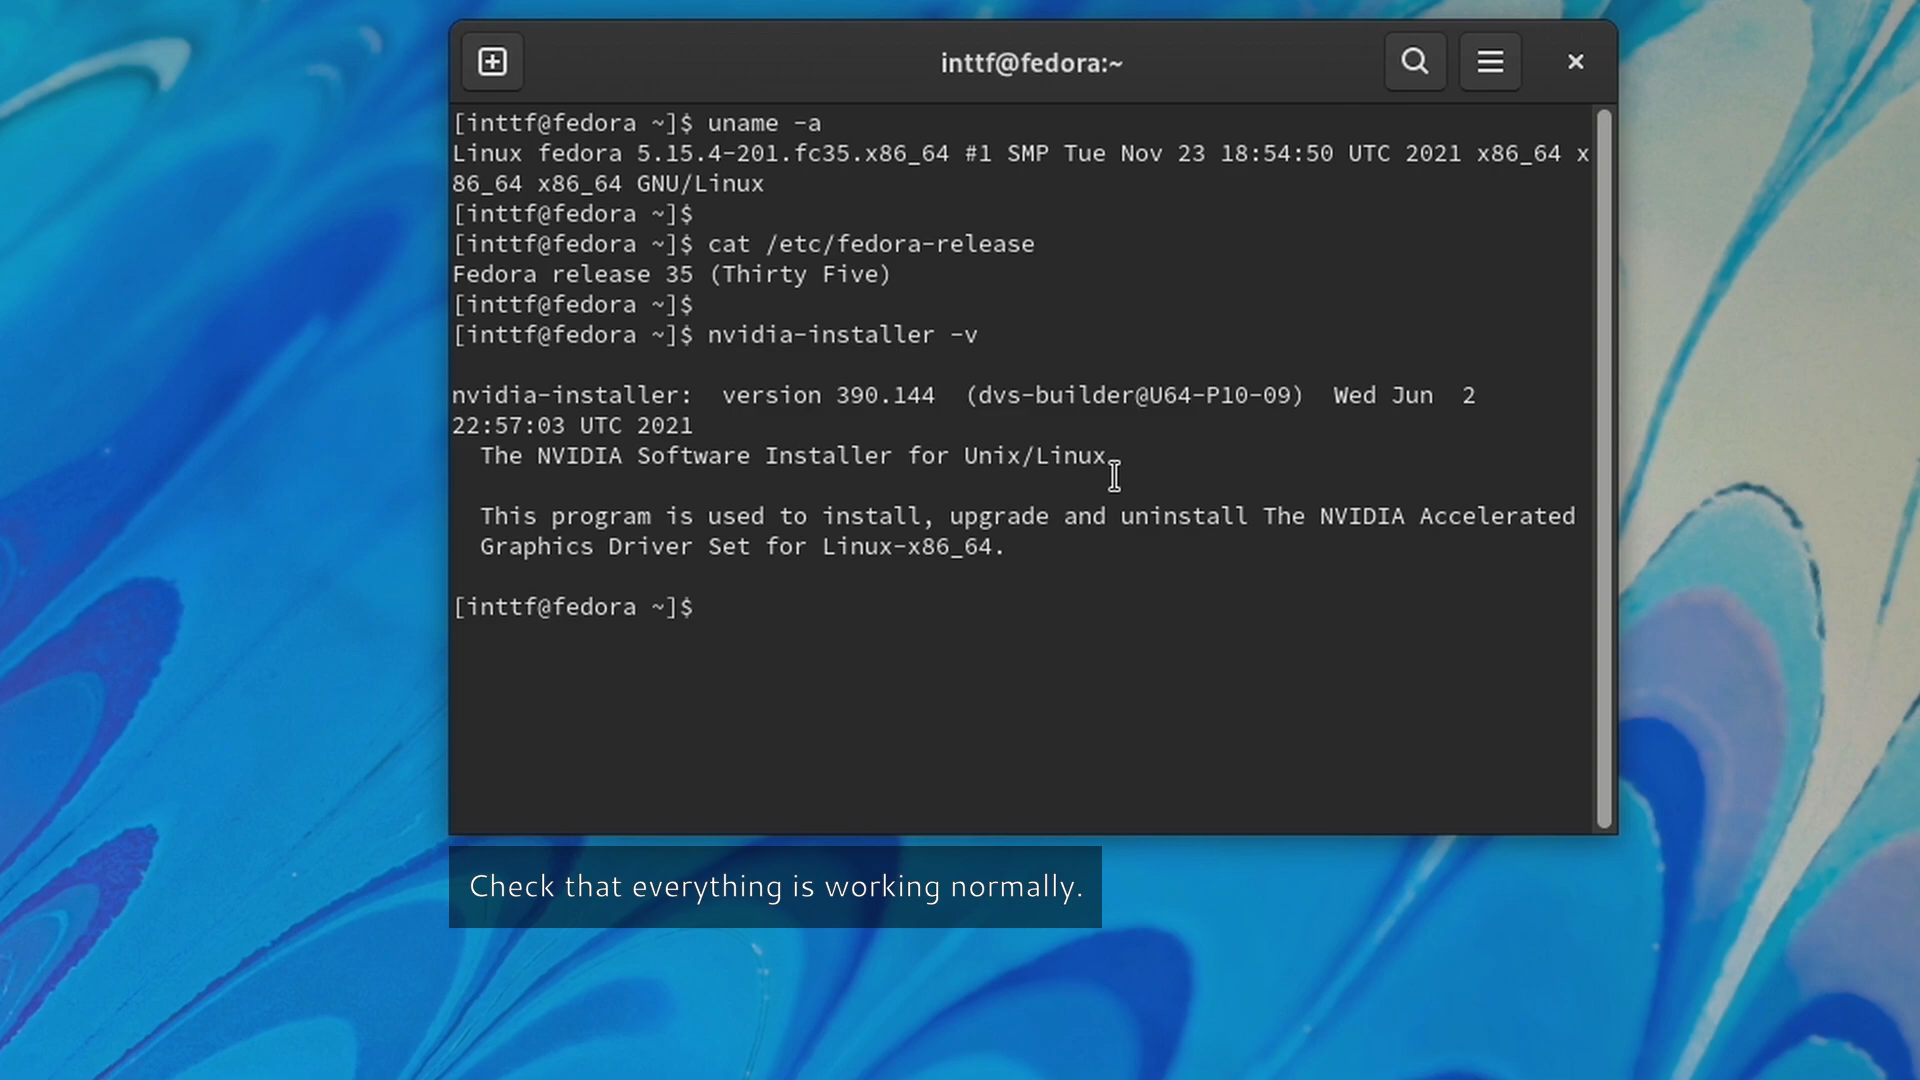 inttf@fedora:~
[inttf@fedora ~]$ uname -a
Linux fedora 5.15.4-201.fc35.x86_64 #1 SMP Tue Nov 23 18:54:50 UTC 2021 x86_64 x
86_64 x86_64 GNU/Linux
[inttf@fedora ~]$
[inttf@fedora ~]$ cat /etc/fedora-release
Fedora release 35 (Thirty Five)
[inttf@fedora ~]$
[inttf@fedora ~]$ nvidia-installer -v
nvidia-installer:  version 390.144  (dvs-builder@U64-P10-09)  Wed Jun  2
22:57:03 UTC 2021
The NVIDIA Software Installer for Unix/Linux.
This program is used to install, upgrade and uninstall The NVIDIA Accelerated
Graphics Driver Set for Linux-x86_64.
[inttf@fedora ~]$
Check that everything is working normally.